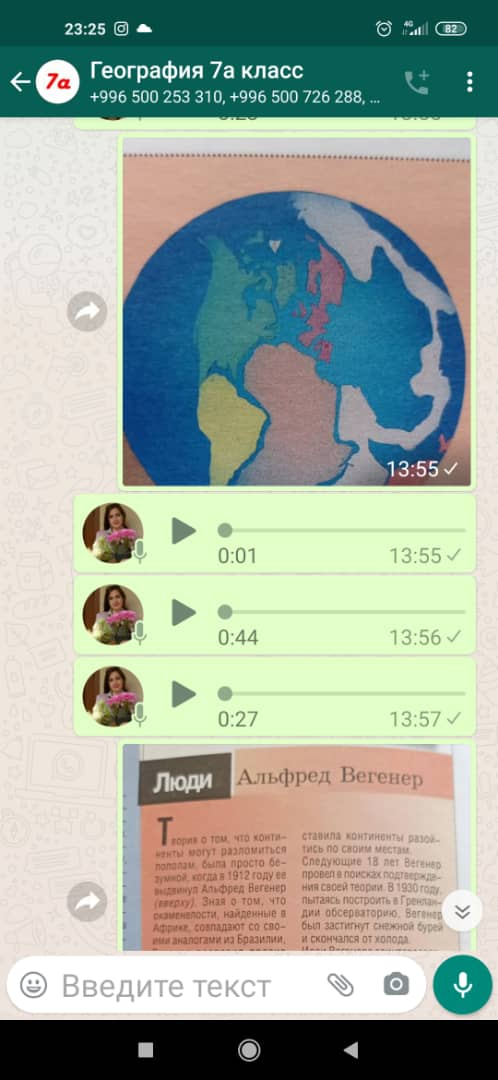 23:25
4G
82
7а
География 7а класс
+996 500 253 310, +996 500 726 288, ...
13:55
0:01
13:55
0:44
13:56
0:27
13:57
Люди
Альфред Вегенер
Теория о том, что конти-
ненты могут разломиться
пополам, была просто бе-
зумной, когда в 1912 году ее
выдвинул Альфред Вегенер
(вверху). Зная о том, что
окаменелости, найденные в
Африке, совпадают со сво-
ими аналогами из Бразилии,
ставила континенты разой-
тись по своим местам.
Следующие 18 лет Вегенер
провел в поисках подтвержде-
ния своей теории. В 1930 году,
пытаясь построить в Гренлан-
дии обсерваторию, Вегенер
был застигнут снежной бурей
и скончался от холода.
Введите текст